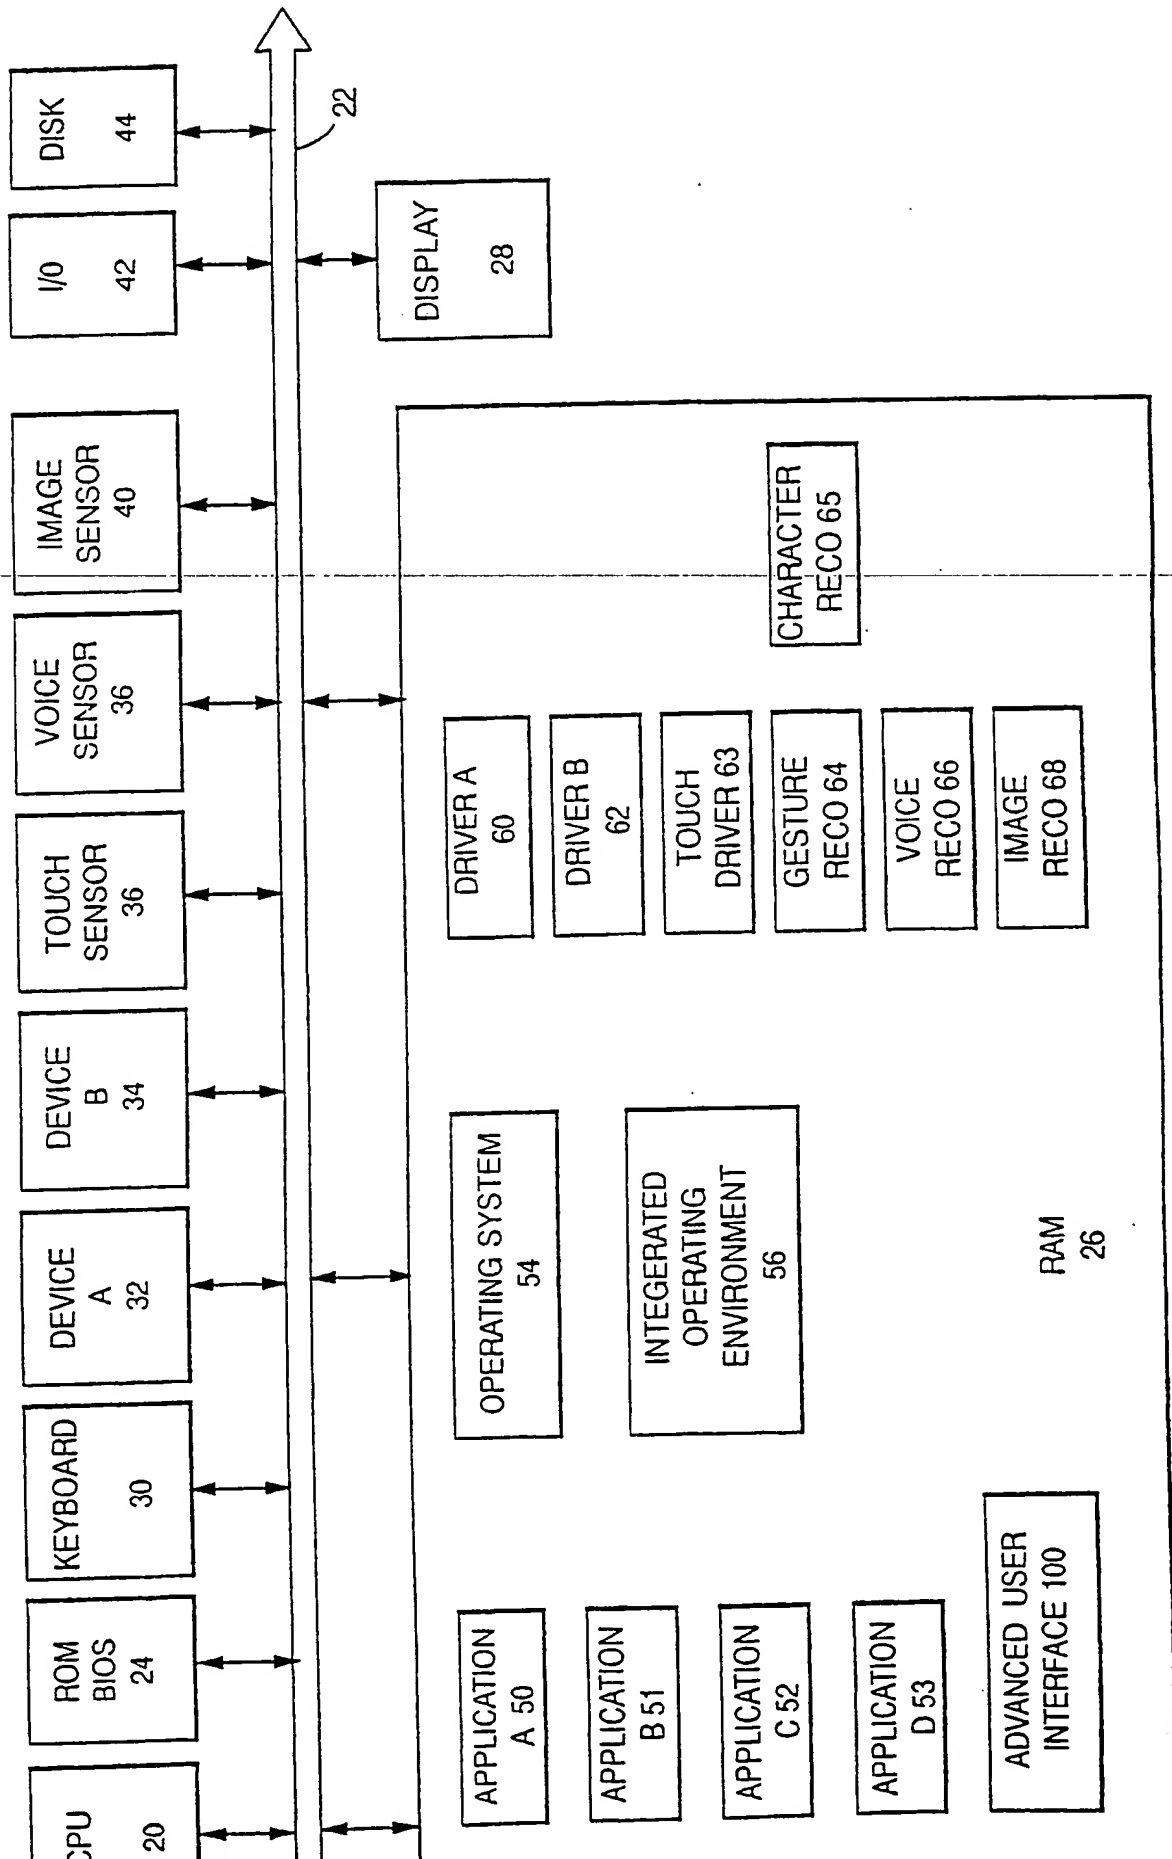 CPU
20
ROM
BIOS
24
KEYBOARD
30
DEVICE
A
32
DEVICE
B
34
TOUCH
SENSOR
36
VOICE
SENSOR
36
IMAGE
SENSOR
40
I/O
42
DISK
44
22
DISPLAY
28
APPLICATION
A 50
APPLICATION
B 51
APPLICATION
C 52
APPLICATION
D 53
ADVANCED USER
INTERFACE 100
OPERATING SYSTEM
54
INTEGERATED
OPERATING
ENVIRONMENT
56
RAM
26
DRIVER A
60
DRIVER B
62
TOUCH
DRIVER 63
GESTURE
RECO 64
VOICE
RECO 66
IMAGE
RECO 68
CHARACTER
RECO 65